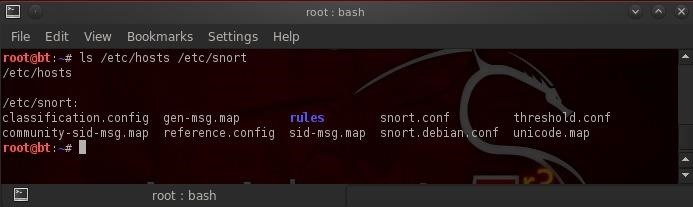 root : bash
File Edit View Bookmarks Settings Help
root@bt:~# ls /etc/hosts /etc/snort
/etc/hosts
/etc/snort:
classification.config gen-msg.map rules snort.conf threshold.conf
community-sid-msg.map reference.config sid-msg.map snort.debian.conf unicode.map
root@bt:~#
r3
root : bash